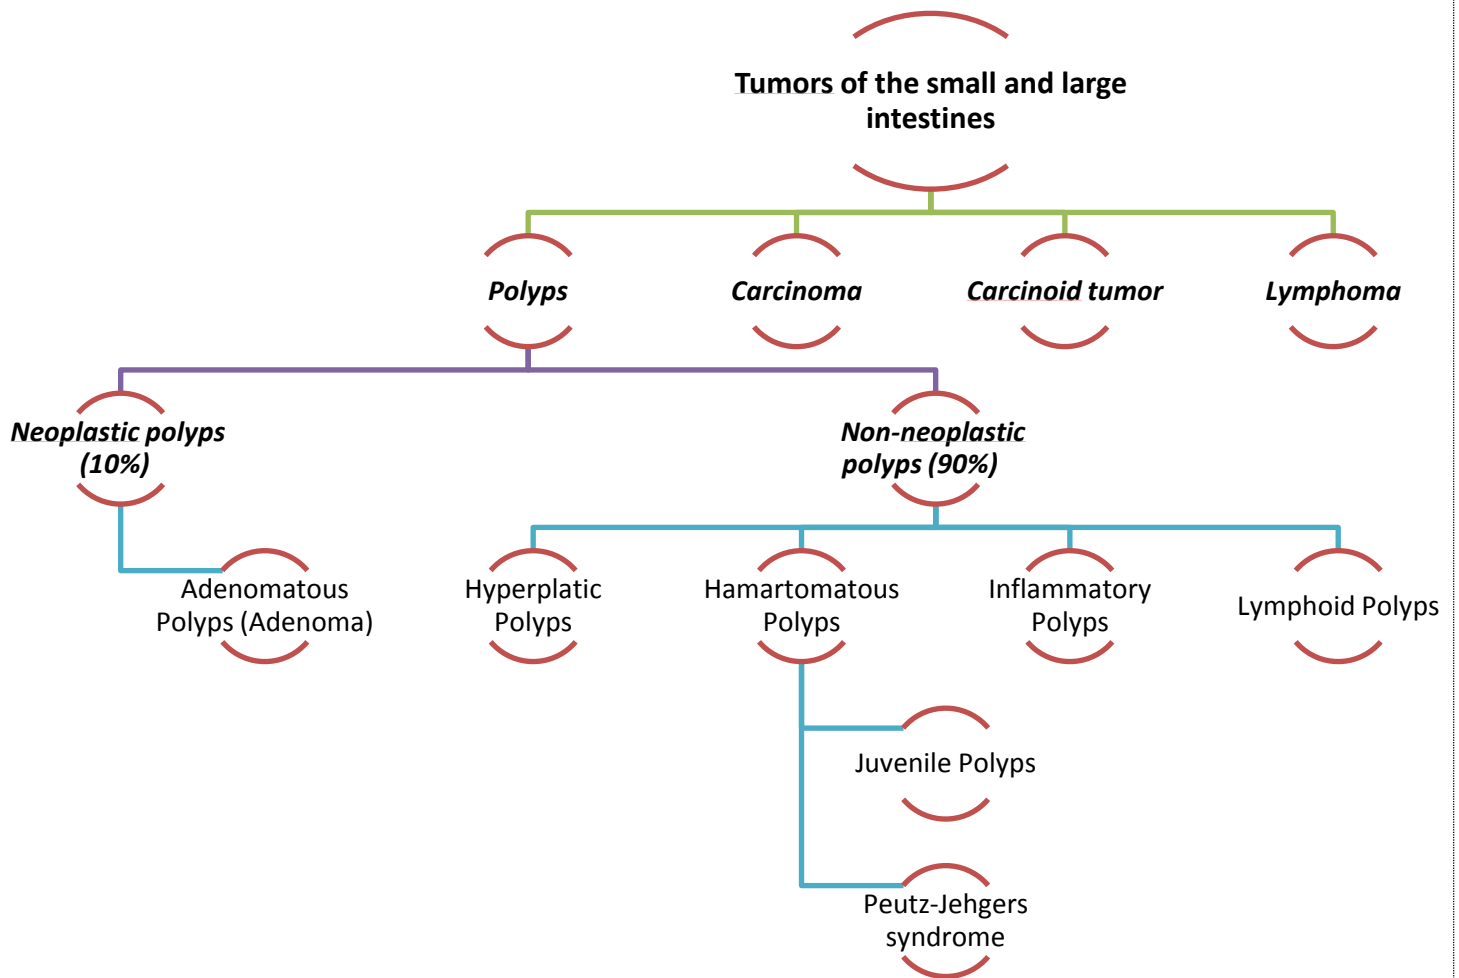 Tumors of the small and large
intestines
Polyps
Carcinoma
Carcinoid tumor
Lymphoma
Neoplastic polyps
(10%)
Non-neoplastic
polyps (90%)
Adenomatous
Polyps (Adenoma)
Hyperplatic
Polyps
Hamartomatous
Polyps
Inflammatory
Polyps
Lymphoid Polyps
Juvenile Polyps
Peutz-Jehgers
syndrome